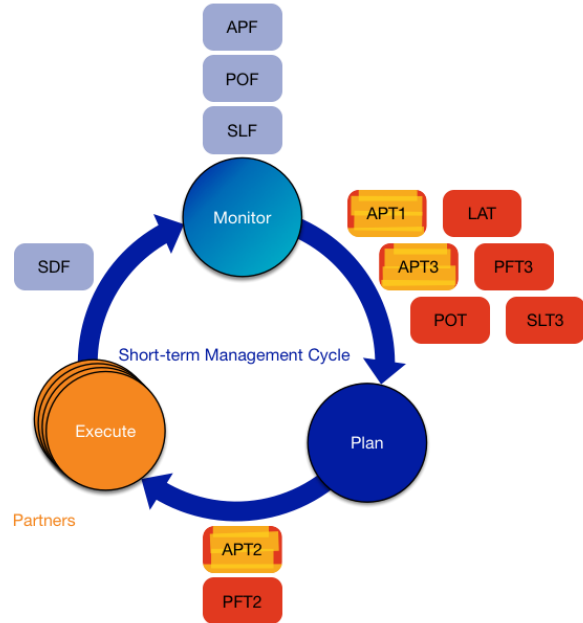 APF
POF
SLF
Monitor
APT1 LAT
SDF
APT3 PFT3
POT SLT3
Short-term Management Cycle
Execute
Plan
Partners
APT2
PFT2